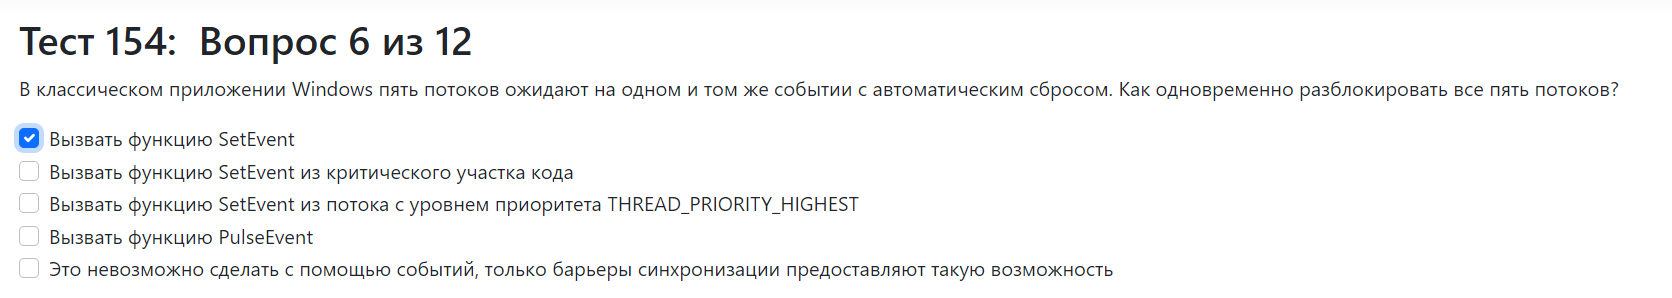 Тест 154: Вопрос 6 из 12
В классическом приложении Windows пять потоков ожидают на одном и том же событии с автоматическим сбросом. Как одновременно разблокировать все пять потоков?
Вызвать функцию SetEvent
Вызвать функцию SetEvent из критического участка кода
Вызвать функцию SetEvent из потока с уровнем приоритета THREAD_PRIORITY_HIGHEST
Вызвать функцию PulseEvent
Это невозможно сделать с помощью событий, только барьеры синхронизации предоставляют такую возможность